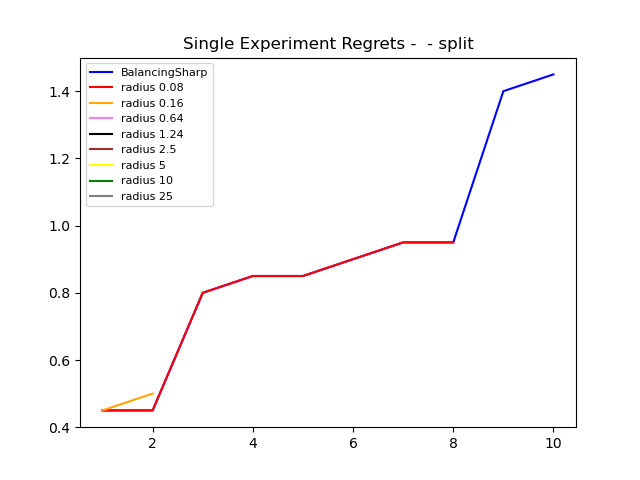 Single Experiment Regrets -  - split
BalancingSharp
radius 0.08
radius 0.16
radius 0.64
radius 1.24
radius 2.5
radius 5
radius 10
radius 25
1.4
1.2
1.0
0.8
0.6
0.4
2 4 6 8 10